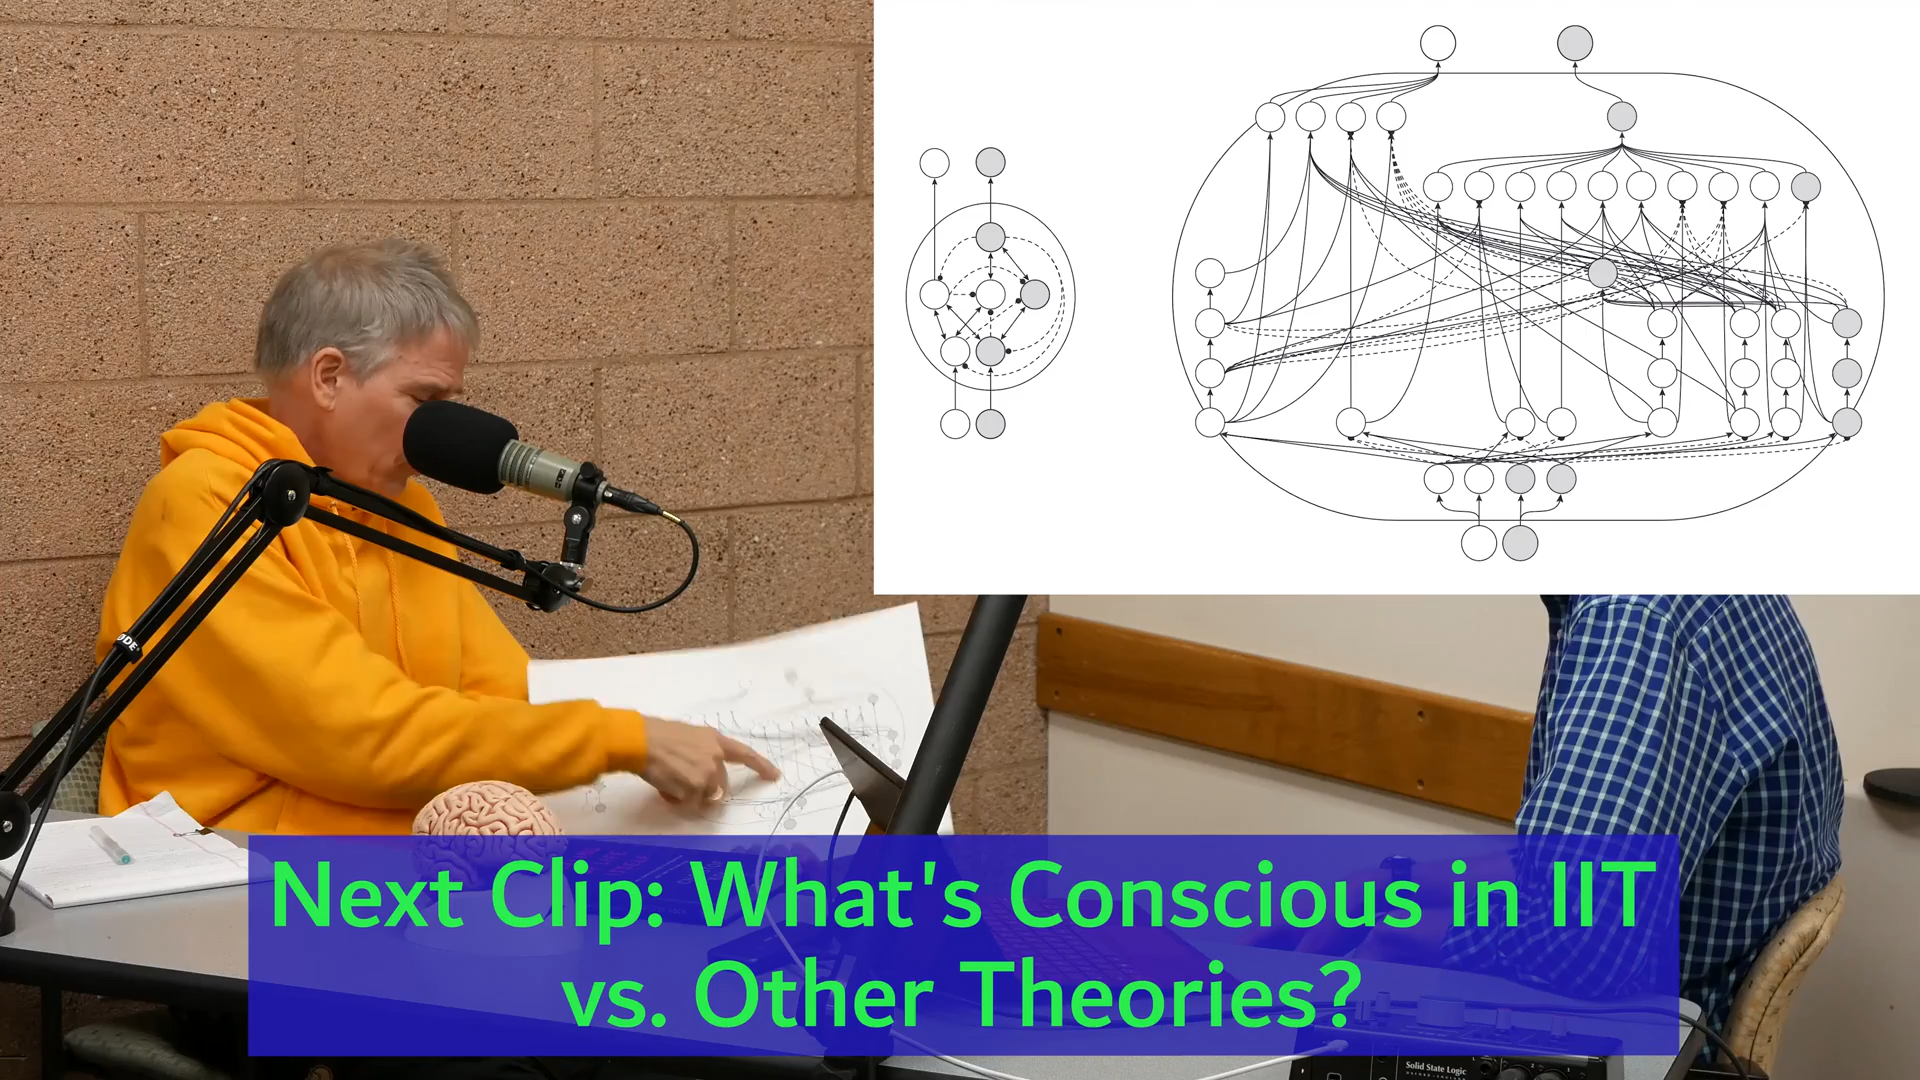 Next Clip: What's Conscious in IIT
vs. Other Theories?
Solid State Logic